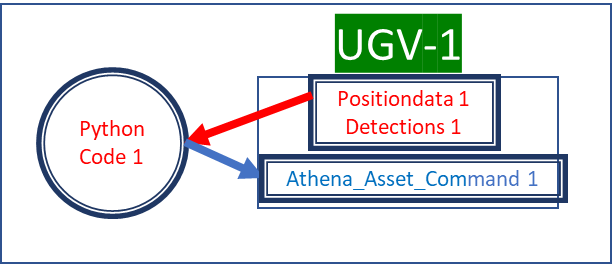 UGV-1
Positiondata 1
Detections 1
Python
Code 1
Athena_Asset_Command 1